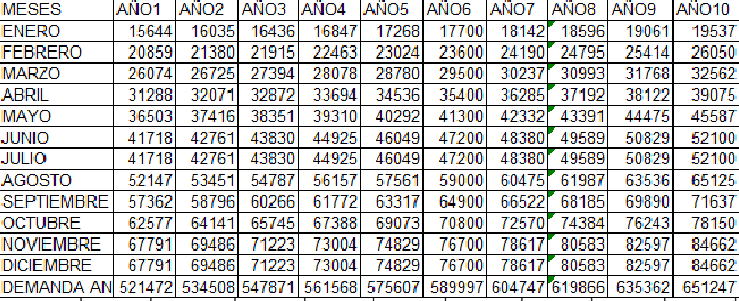 MESES AÑO1 AÑO2 AÑO3 AÑO4 AÑO5 AÑO6 AÑO7 AÑO8 AÑO9 AÑO10
ENERO 15644 16035 16436 16847 17268 17700 18142 18596 19061 19537
FEBRERO 20859 21380 21915 22463 23024 23600 24190 24795 25414 26050
MARZO 26074 26725 27394 28078 28780 29500 30237 30993 31768 32562
ABRIL 31288 32071 32872 33694 34536 35400 36285 37192 38122 39075
MAYO 36503 37416 38351 39310 40292 41300 42332 43391 44475 45587
JUNIO 41718 42761 43830 44925 46049 47200 48380 49589 50829 52100
JULIO 41718 42761 43830 44925 46049 47200 48380 49589 50829 52100
AGOSTO 52147 53451 54787 56157 57561 59000 60475 61987 63536 65125
SEPTIEMBRE 57362 58796 60266 61772 63317 64900 66522 68185 69890 71637
OCTUBRE 62577 64141 65745 67388 69073 70800 72570 74384 76243 78150
NOVIEMBRE 67791 69486 71223 73004 74829 76700 78617 80583 82597 84662
DICIEMBRE 67791 69486 71223 73004 74829 76700 78617 80583 82597 84662
DEMANDA AN 521472 534508 547871 561568 575607 589997 604747 619866 635362 651247